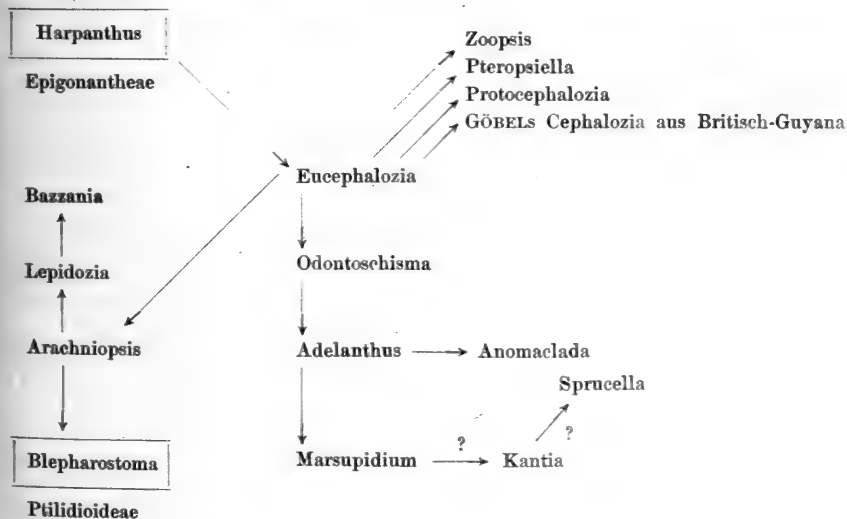 Harpanthus
Epigonantheae
Zoopsis
Pteropsiella
Protocephalozia
GÖBELS Cephalozia aus Britisch-Guyana
Eucephalozia
Bazzania
Lepidozia
Odontoschisma
Arachniopsis
Adelanthus
Anomaclada
Sprucella
?
?
Blepharostoma
Marsupidium
Kantia
Ptilidioideae